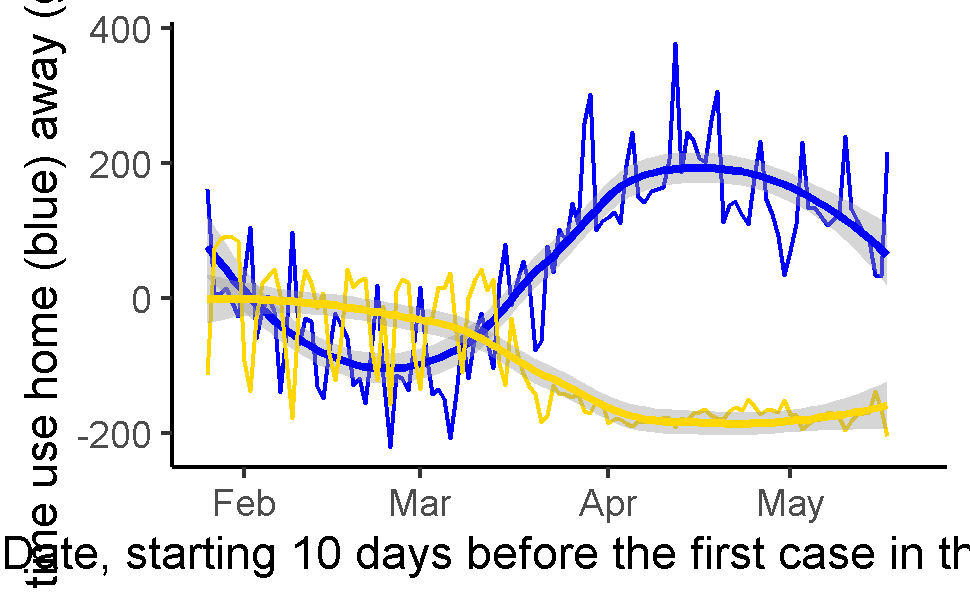 time use home (blue) away (
400
200
0
-200
Feb Mar Apr May
Date, starting 10 days before the first case in th